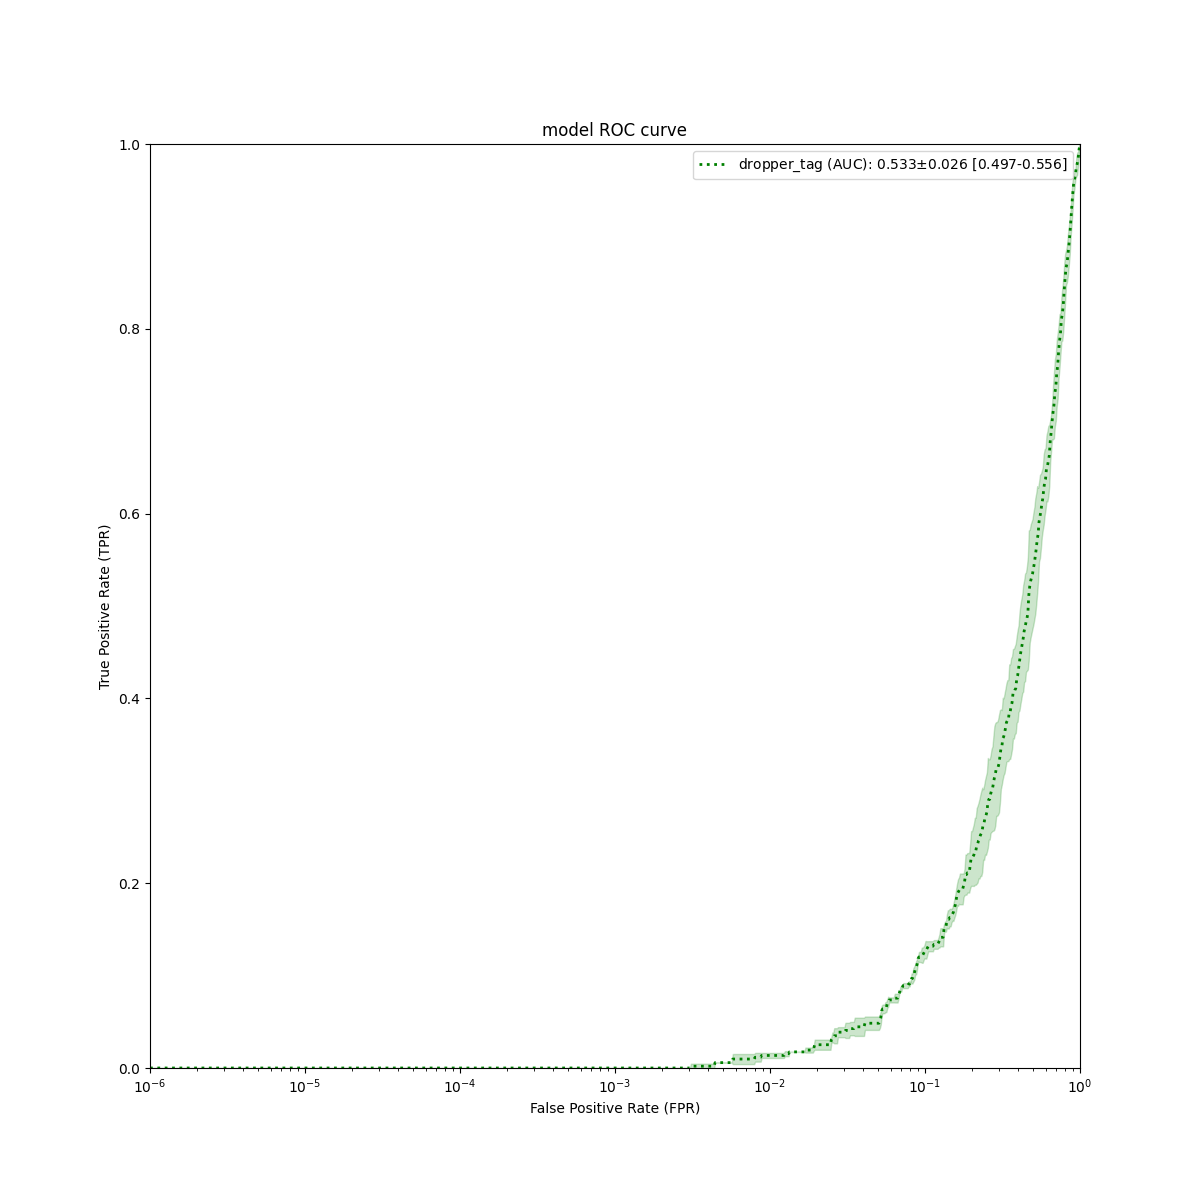 model ROC curve
dropper_tag (AUC): 0.533±0.026 [0.497-0.556]
1.0
0.8
0.6
0.4
0.2
0.0
True Positive Rate (TPR)
10⁻⁶ 10⁻⁵ 10⁻⁴ 10⁻³ 10⁻² 10⁻¹ 10⁰
False Positive Rate (FPR)